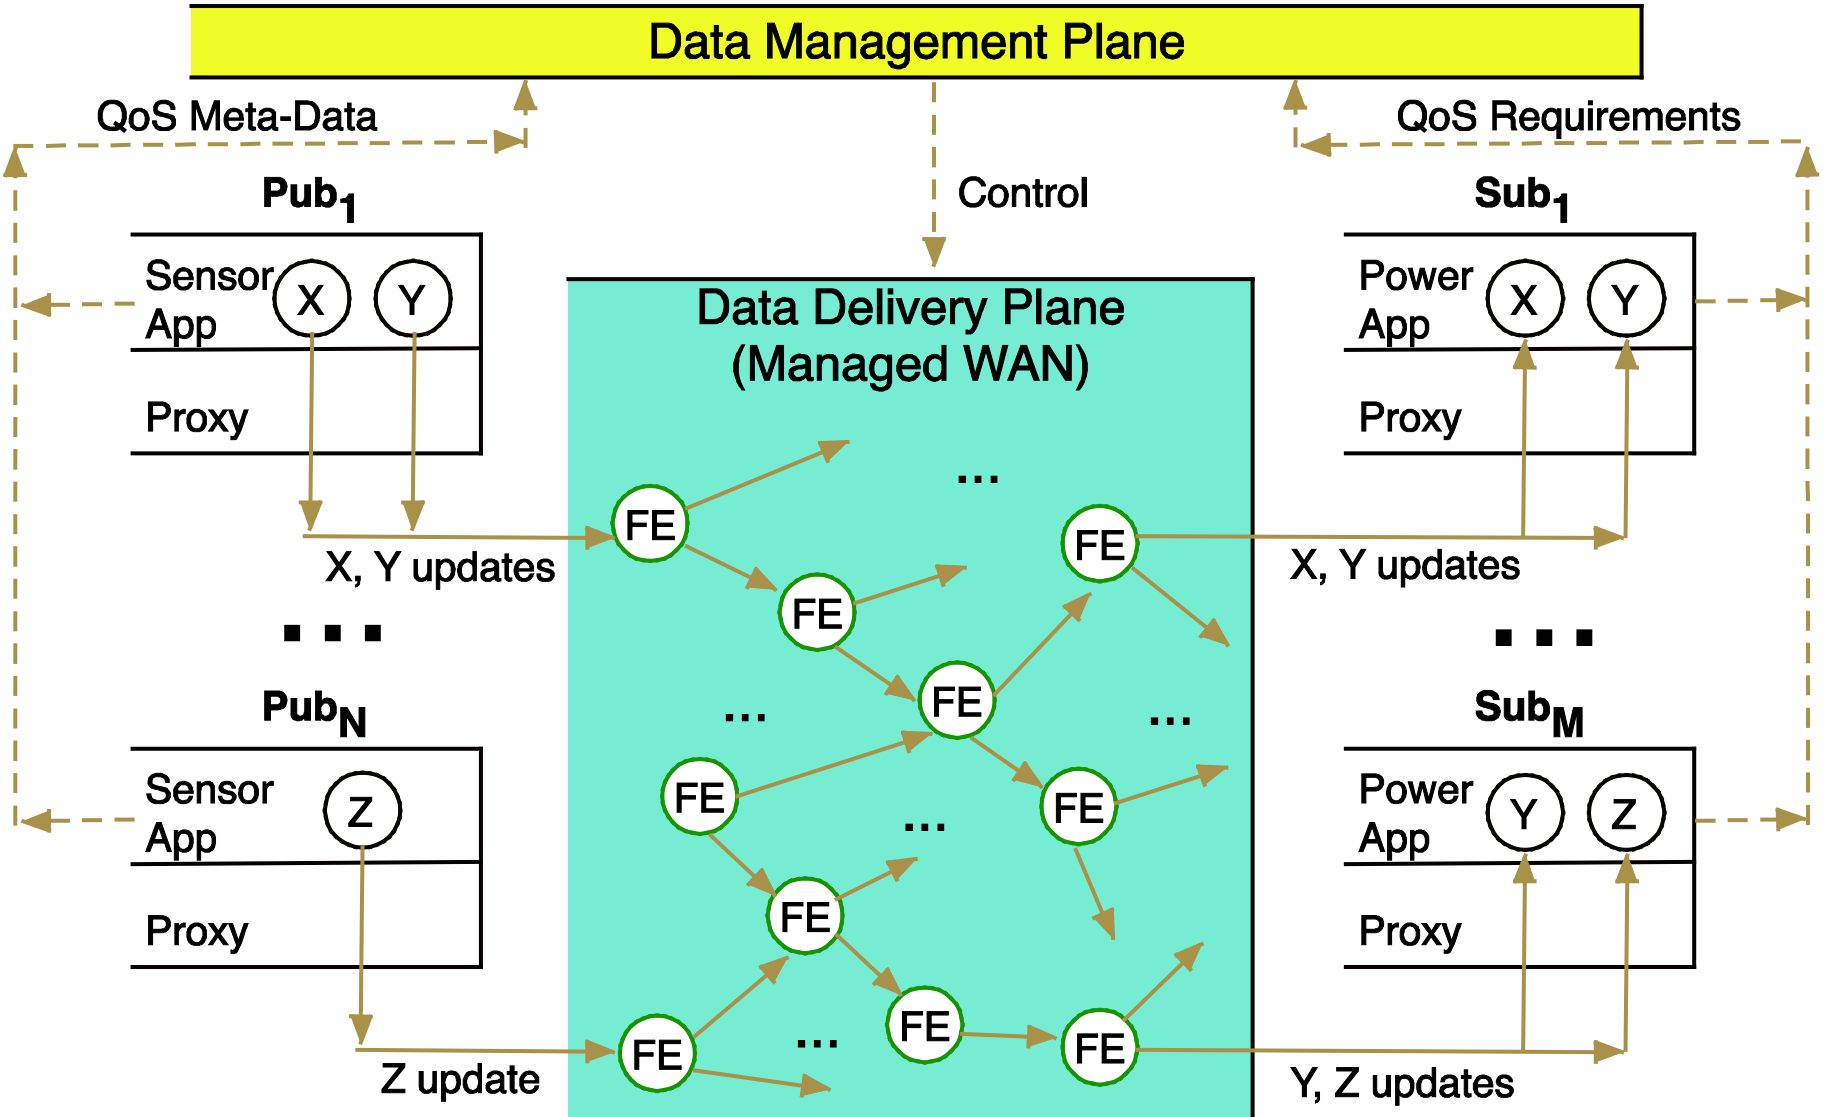 Data Management Plane
QoS Meta-Data
QoS Requirements
Control
Pub1
Sensor
App
X
Y
Proxy
X, Y updates
...
PubN
Sensor
App
Z
Proxy
Z update
Data Delivery Plane
(Managed WAN)
...
FE
FE
FE
FE
...
...
FE
FE
...
FE
FE
FE
FE
...
Sub1
Power
App
X
Y
Proxy
X, Y updates
...
SubM
Power
App
Y
Z
Proxy
Y, Z updates